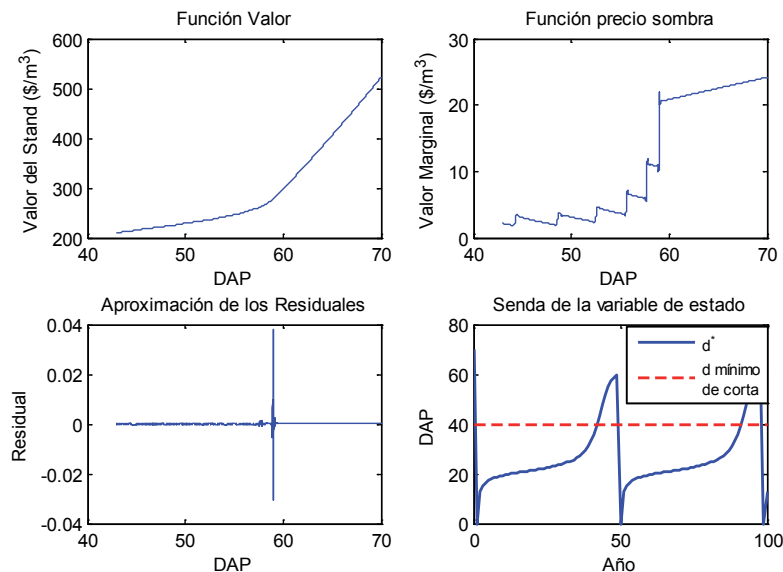 Función Valor
600
500
400
300
200
Valor del Stand ($/m³)
40 50 60 70
DAP
Función precio sombra
30
20
10
0
Valor Marginal ($/m³)
40 50 60 70
DAP
Aproximación de los Residuales
0.04
0.02
0
-0.02
-0.04
Residual
40 50 60 70
DAP
Senda de la variable de estado
80
60
40
20
0
DAP
d*
d mínimo
de corta
0 50 100
Año